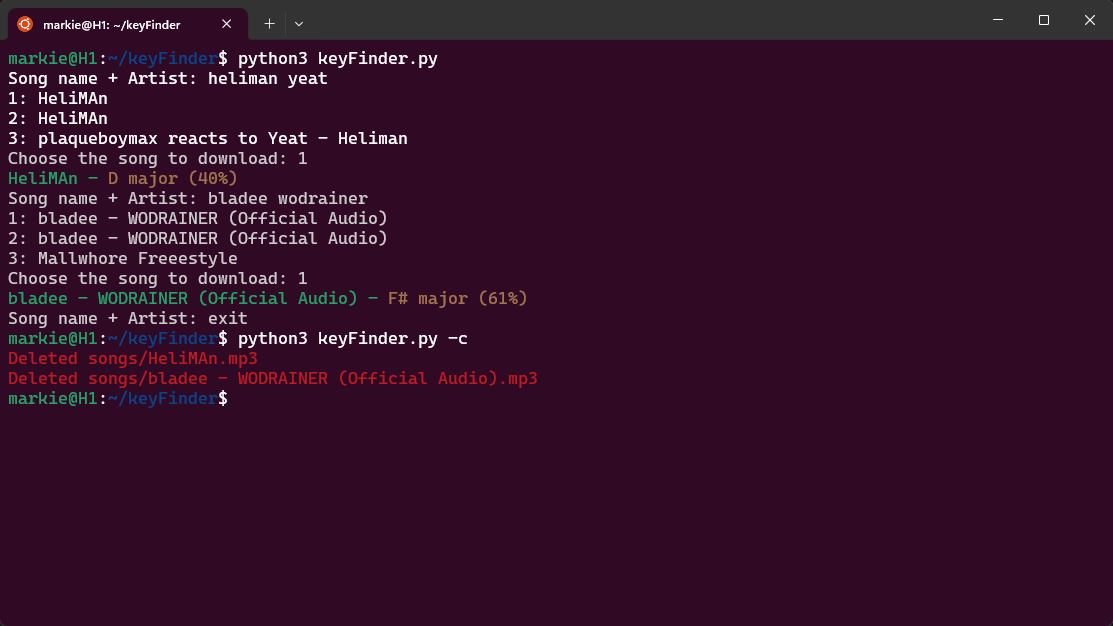 markie@H1: ~/keyFinder
markie@H1:~/keyFinder$ python3 keyFinder.py
Song name + Artist: heliman yeat
1: HeliMAn
2: HeliMAn
3: plaqueboymax reacts to Yeat - Heliman
Choose the song to download: 1
HeliMAn - D major (40%)
Song name + Artist: bladee wodrainer
1: bladee - WODRAINER (Official Audio)
2: bladee - WODRAINER (Official Audio)
3: Mallwhore Freeestyle
Choose the song to download: 1
bladee - WODRAINER (Official Audio) - F# major (61%)
Song name + Artist: exit
markie@H1:~/keyFinder$ python3 keyFinder.py -c
Deleted songs/HeliMAn.mp3
Deleted songs/bladee - WODRAINER (Official Audio).mp3
markie@H1:~/keyFinder$